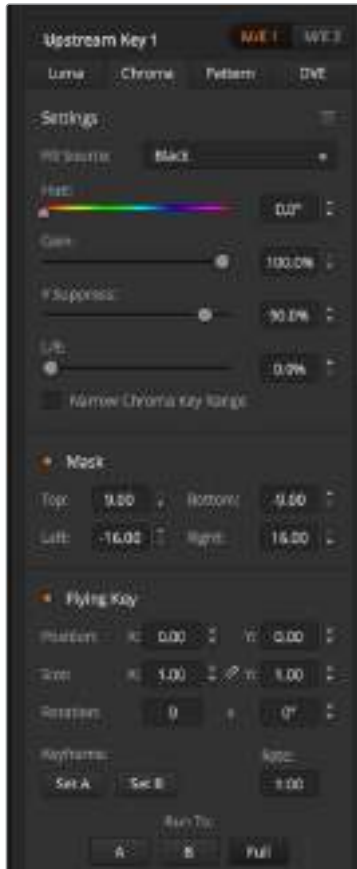 Upstream Key 1 M/E 1 M/E 2
Luma Chroma Pattern DVE
Settings
Fill Source: Black
Hue:
0.0°
Gain:
100.0%
Y Suppress:
90.0%
Lift:
0.0%
Narrow Chroma Key Range
Mask
Top: 9.00 Bottom: -9.00
Left: -16.00 Right: 16.00
Flying Key
Position: X: 0.00 Y: 0.00
Size: X: 1.00 Y: 1.00
Rotation: 0 x 0°
Keyframe: Rate:
Set A Set B 1:00
Run To:
A B Full